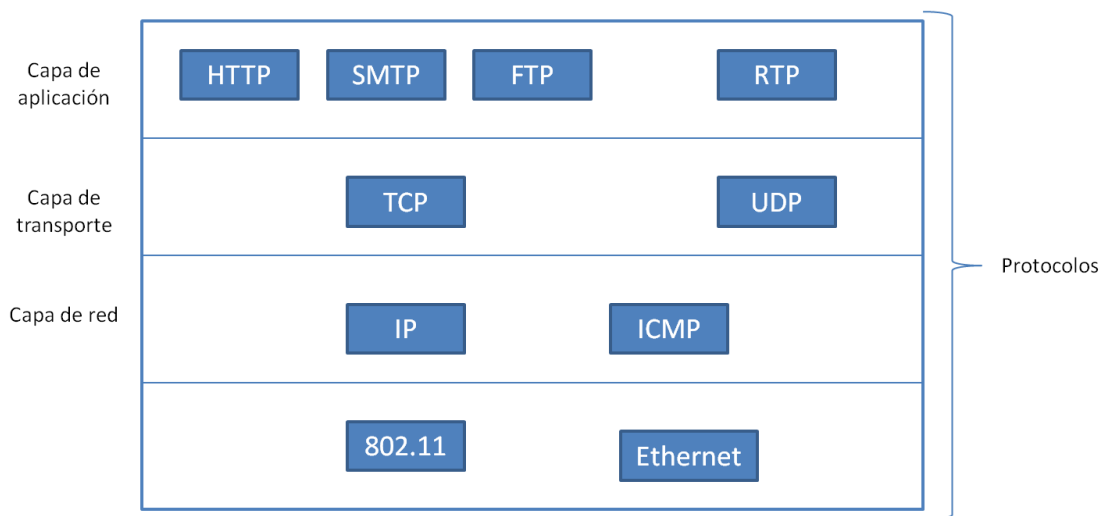 Capa de
aplicación
HTTP
SMTP
FTP
RTP
Capa de
transporte
TCP
UDP
Protocolos
Capa de red
IP
ICMP
802.11
Ethernet